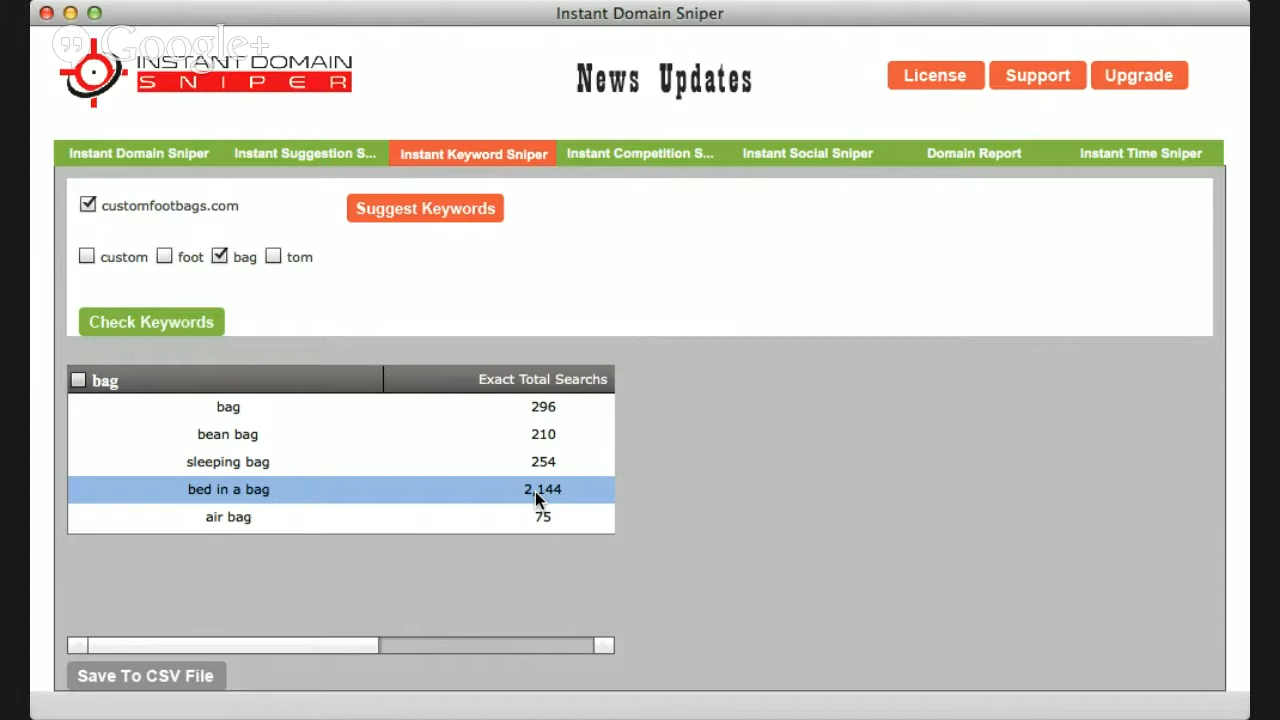 Instant Domain Sniper
Google+
INSTANT DOMAIN
SNIPER
News Updates
License Support Upgrade
Instant Domain Sniper Instant Suggestion S... Instant Keyword Sniper Instant Competition S... Instant Social Sniper Domain Report Instant Time Sniper
customfootbags.com Suggest Keywords
custom foot bag tom
Check Keywords
bag Exact Total Searchs
bag 296
bean bag 210
sleeping bag 254
bed in a bag 2,144
air bag 75
Save To CSV File